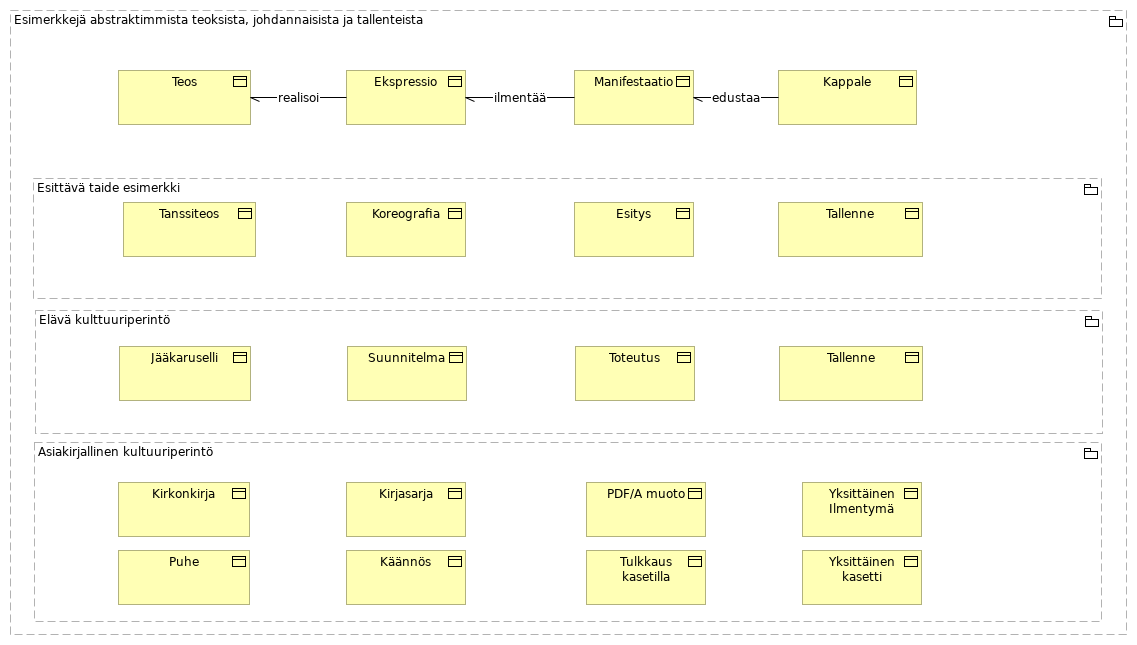 Esimerkkejä abstraktimmista teoksista, johdannaisista ja tallenteista
Teos
realisoi
Ekspressio
ilmentää
Manifestaatio
edustaa
Kappale
Esittävä taide esimerkki
Tanssiteos
Koreografia
Esitys
Tallenne
Elävä kulttuuriperintö
Jääkaruselli
Suunnitelma
Toteutus
Tallenne
Asiakirjallinen kultuuriperintö
Kirkonkirja
Kirjasarja
PDF/A muoto
Yksittäinen
Ilmentymä
Puhe
Käännös
Tulkkaus
kasetilla
Yksittäinen
kasetti